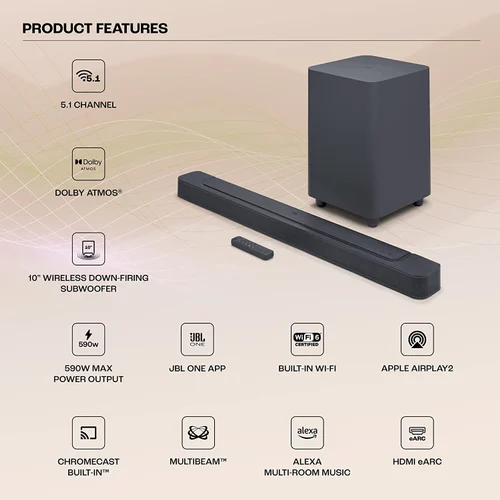 PRODUCT FEATURES
5.1
5.1 CHANNEL
Dolby
ATMOS
DOLBY ATMOS®
10"
10" WIRELESS DOWN-FIRING
SUBWOOFER
590w
590W MAX
POWER OUTPUT
JBL
ONE
JBL ONE APP
Wi Fi 6
CERTIFIED
BUILT-IN WI-FI
APPLE AIRPLAY2
CHROMECAST
BUILT-IN™
MULTIBEAM™
alexa
ALEXA
MULTI-ROOM MUSIC
eARC
HDMI eARC